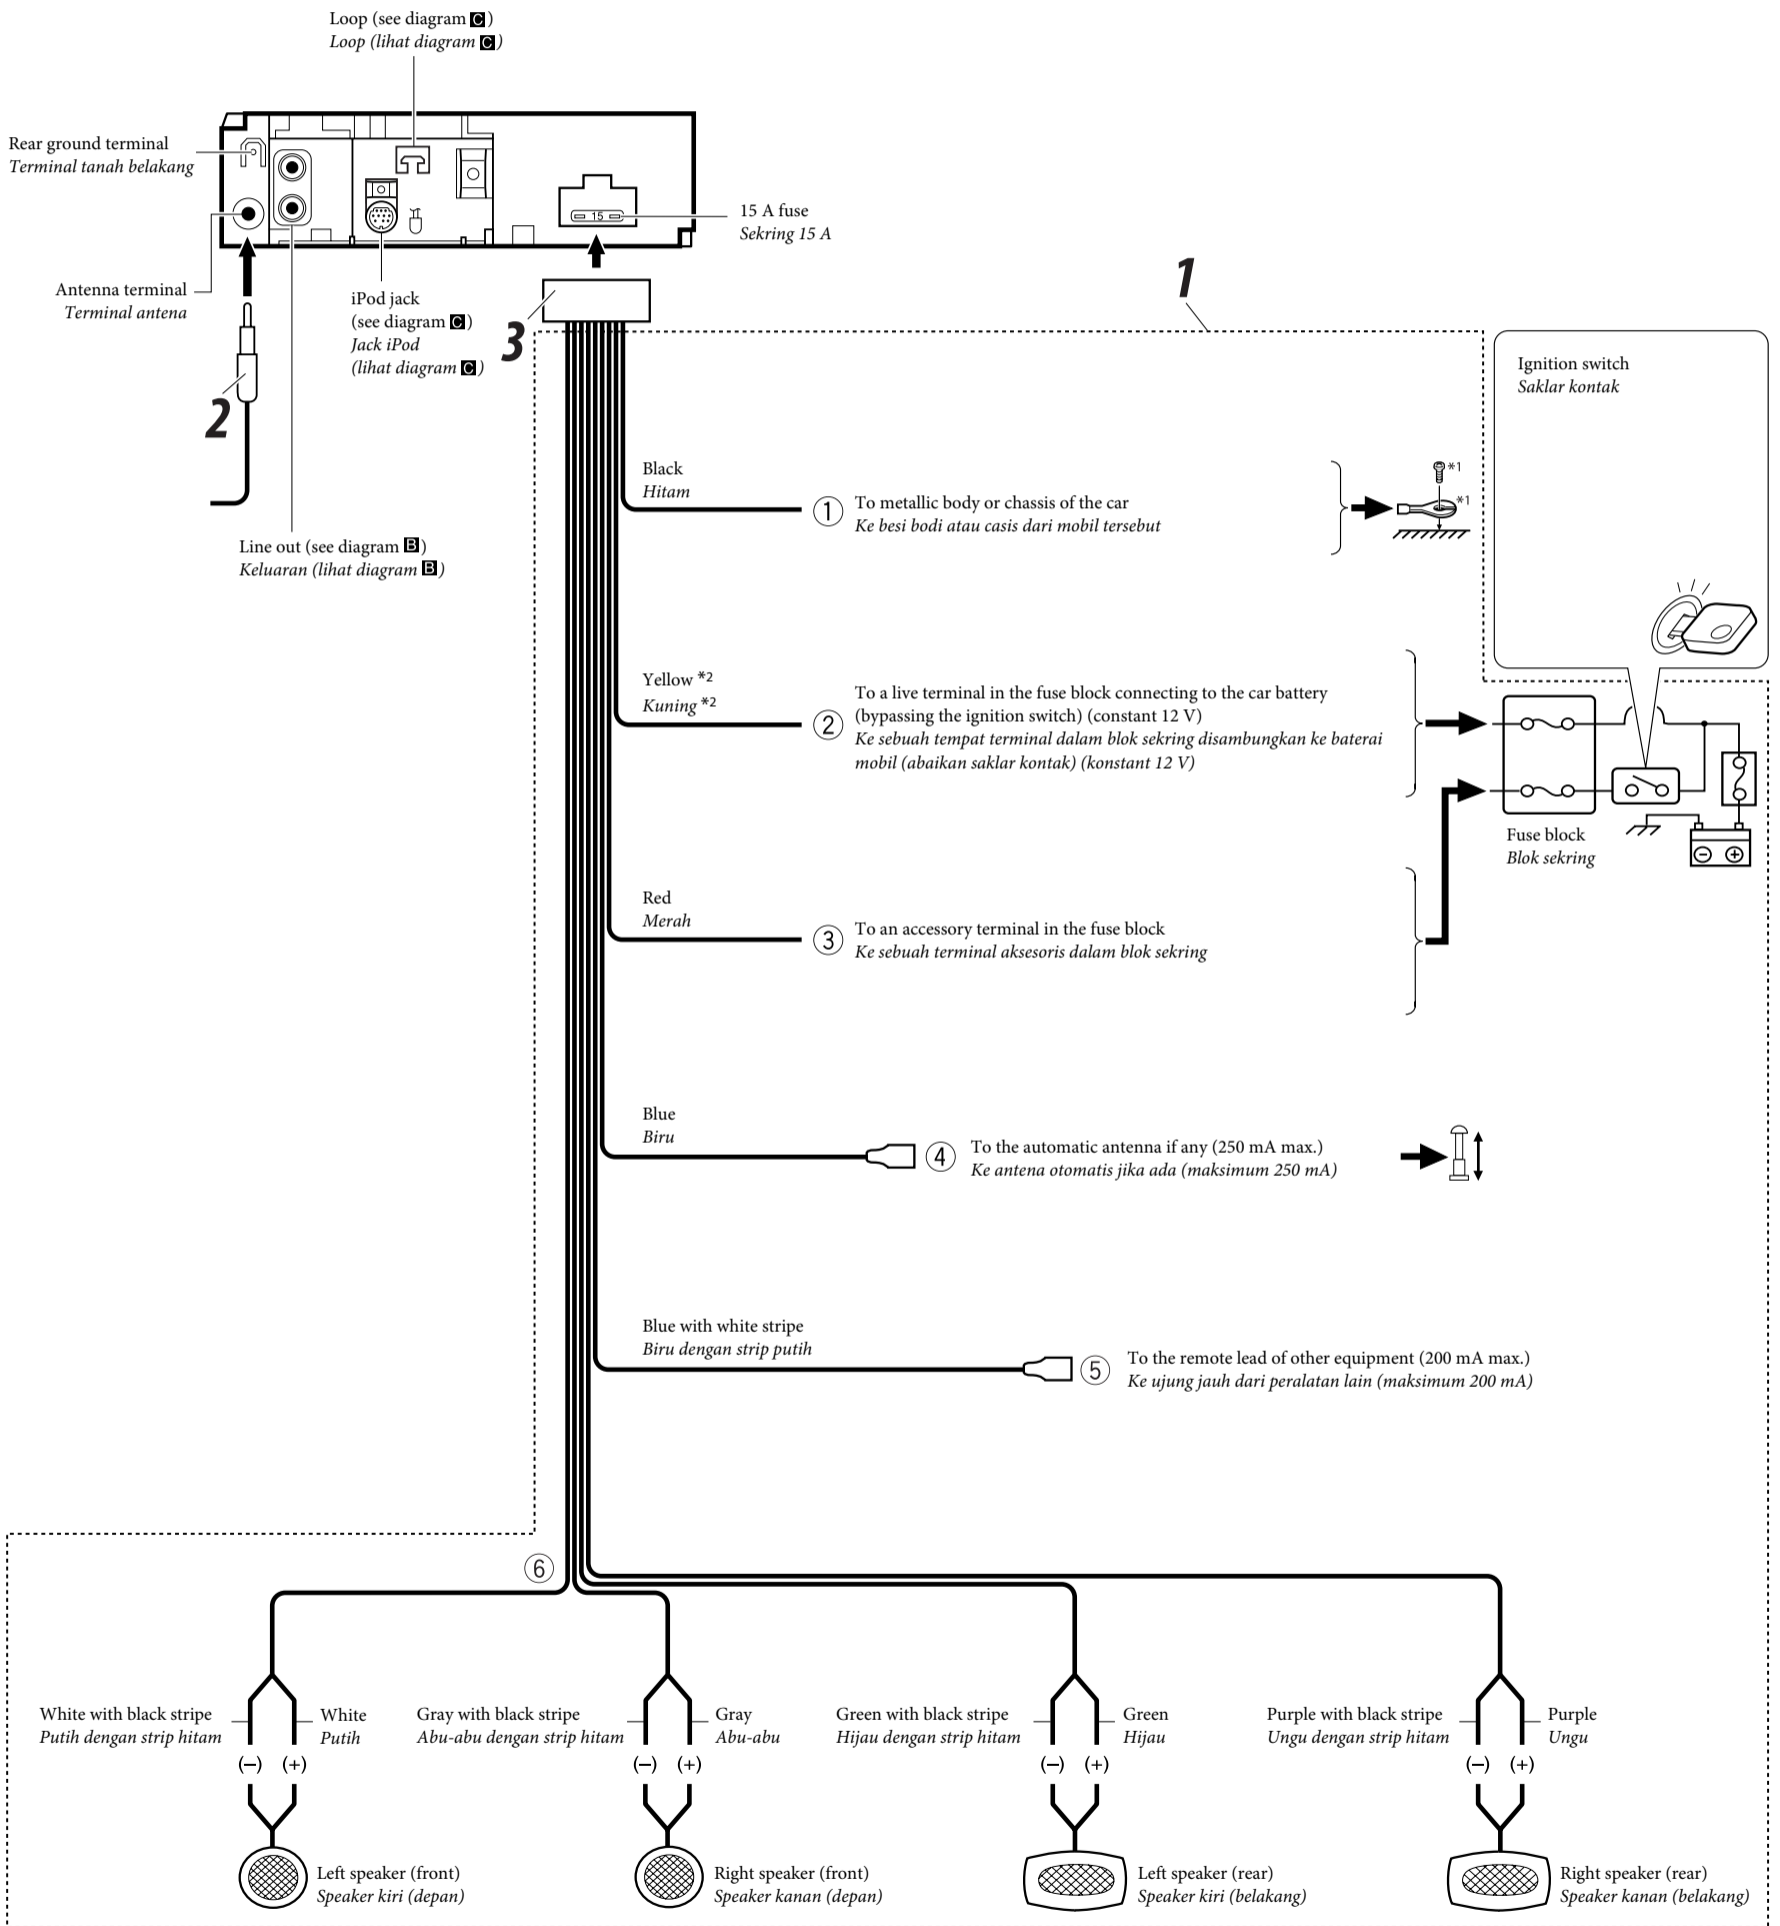 Loop (see diagram C)
Loop (lihat diagram C)
Rear ground terminal
Terminal tanah belakang
15
15 A fuse
Sekring 15 A
Antenna terminal
Terminal antena
iPod jack
(see diagram C)
Jack iPod
(lihat diagram C)
1
2
3
Ignition switch
Saklar kontak
Line out (see diagram B)
Keluaran (lihat diagram B)
Black
Hitam
① To metallic body or chassis of the car
Ke besi bodi atau casis dari mobil tersebut
*1
*1
Yellow *2
Kuning *2
② To a live terminal in the fuse block connecting to the car battery
(bypassing the ignition switch) (constant 12 V)
Ke sebuah tempat terminal dalam blok sekring disambungkan ke baterai
mobil (abaikan saklar kontak) (konstant 12 V)
Fuse block
Blok sekring
Red
Merah
③ To an accessory terminal in the fuse block
Ke sebuah terminal aksesoris dalam blok sekring
Blue
Biru
④ To the automatic antenna if any (250 mA max.)
Ke antena otomatis jika ada (maksimum 250 mA)
Blue with white stripe
Biru dengan strip putih
⑤ To the remote lead of other equipment (200 mA max.)
Ke ujung jauh dari peralatan lain (maksimum 200 mA)
⑥
White with black stripe
Putih dengan strip hitam
White
Putih
(−) (+)
Left speaker (front)
Speaker kiri (depan)
Gray with black stripe
Abu-abu dengan strip hitam
Gray
Abu-abu
(−) (+)
Right speaker (front)
Speaker kanan (depan)
Green with black stripe
Hijau dengan strip hitam
Green
Hijau
(−) (+)
Left speaker (rear)
Speaker kiri (belakang)
Purple with black stripe
Ungu dengan strip hitam
Purple
Ungu
(−) (+)
Right speaker (rear)
Speaker kanan (belakang)